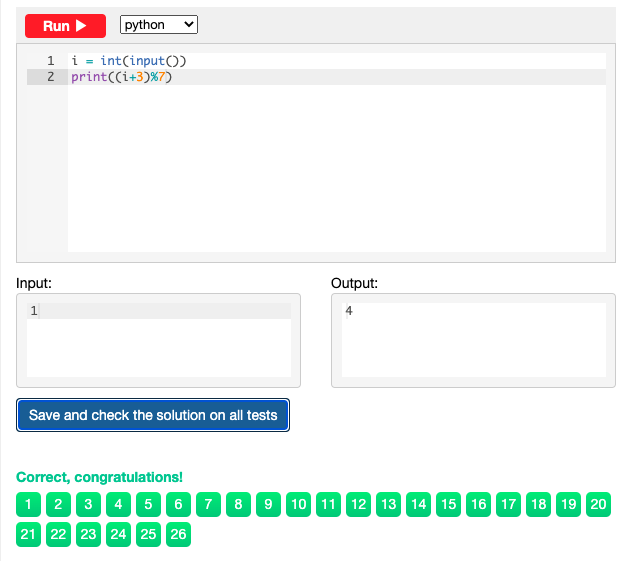 Run python
1 i = int(input())
2 print((i+3)%7)
Input: Output:
1 4
Save and check the solution on all tests
Correct, congratulations!
1 2 3 4 5 6 7 8 9 10 11 12 13 14 15 16 17 18 19 20
21 22 23 24 25 26